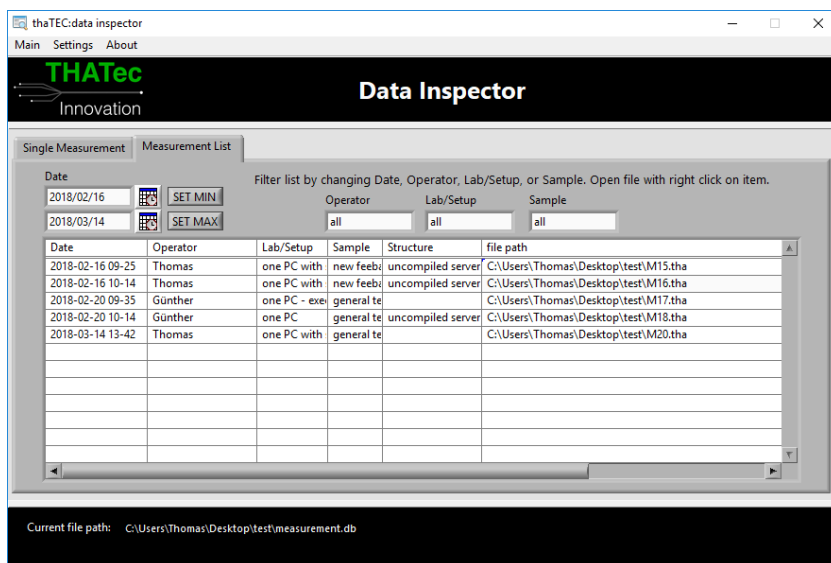 thaTEC:data inspector
Main Settings About
THATec
Innovation
Data Inspector
Single Measurement Measurement List
Date
Filter list by changing Date, Operator, Lab/Setup, or Sample. Open file with right click on item.
2018/02/16 SET MIN Operator Lab/Setup Sample
2018/03/14 SET MAX all all all
Date Operator Lab/Setup Sample Structure file path
2018-02-16 09-25 Thomas one PC with new feeba uncompiled server C:\Users\Thomas\Desktop\test\M15.tha
2018-02-16 10-14 Thomas one PC with new feeba uncompiled server C:\Users\Thomas\Desktop\test\M16.tha
2018-02-20 09-35 Günther one PC - exe general te C:\Users\Thomas\Desktop\test\M17.tha
2018-02-20 10-14 Günther one PC general te uncompiled server C:\Users\Thomas\Desktop\test\M18.tha
2018-03-14 13-42 Thomas one PC with general te C:\Users\Thomas\Desktop\test\M20.tha
Current file path: C:\Users\Thomas\Desktop\test\measurement.db